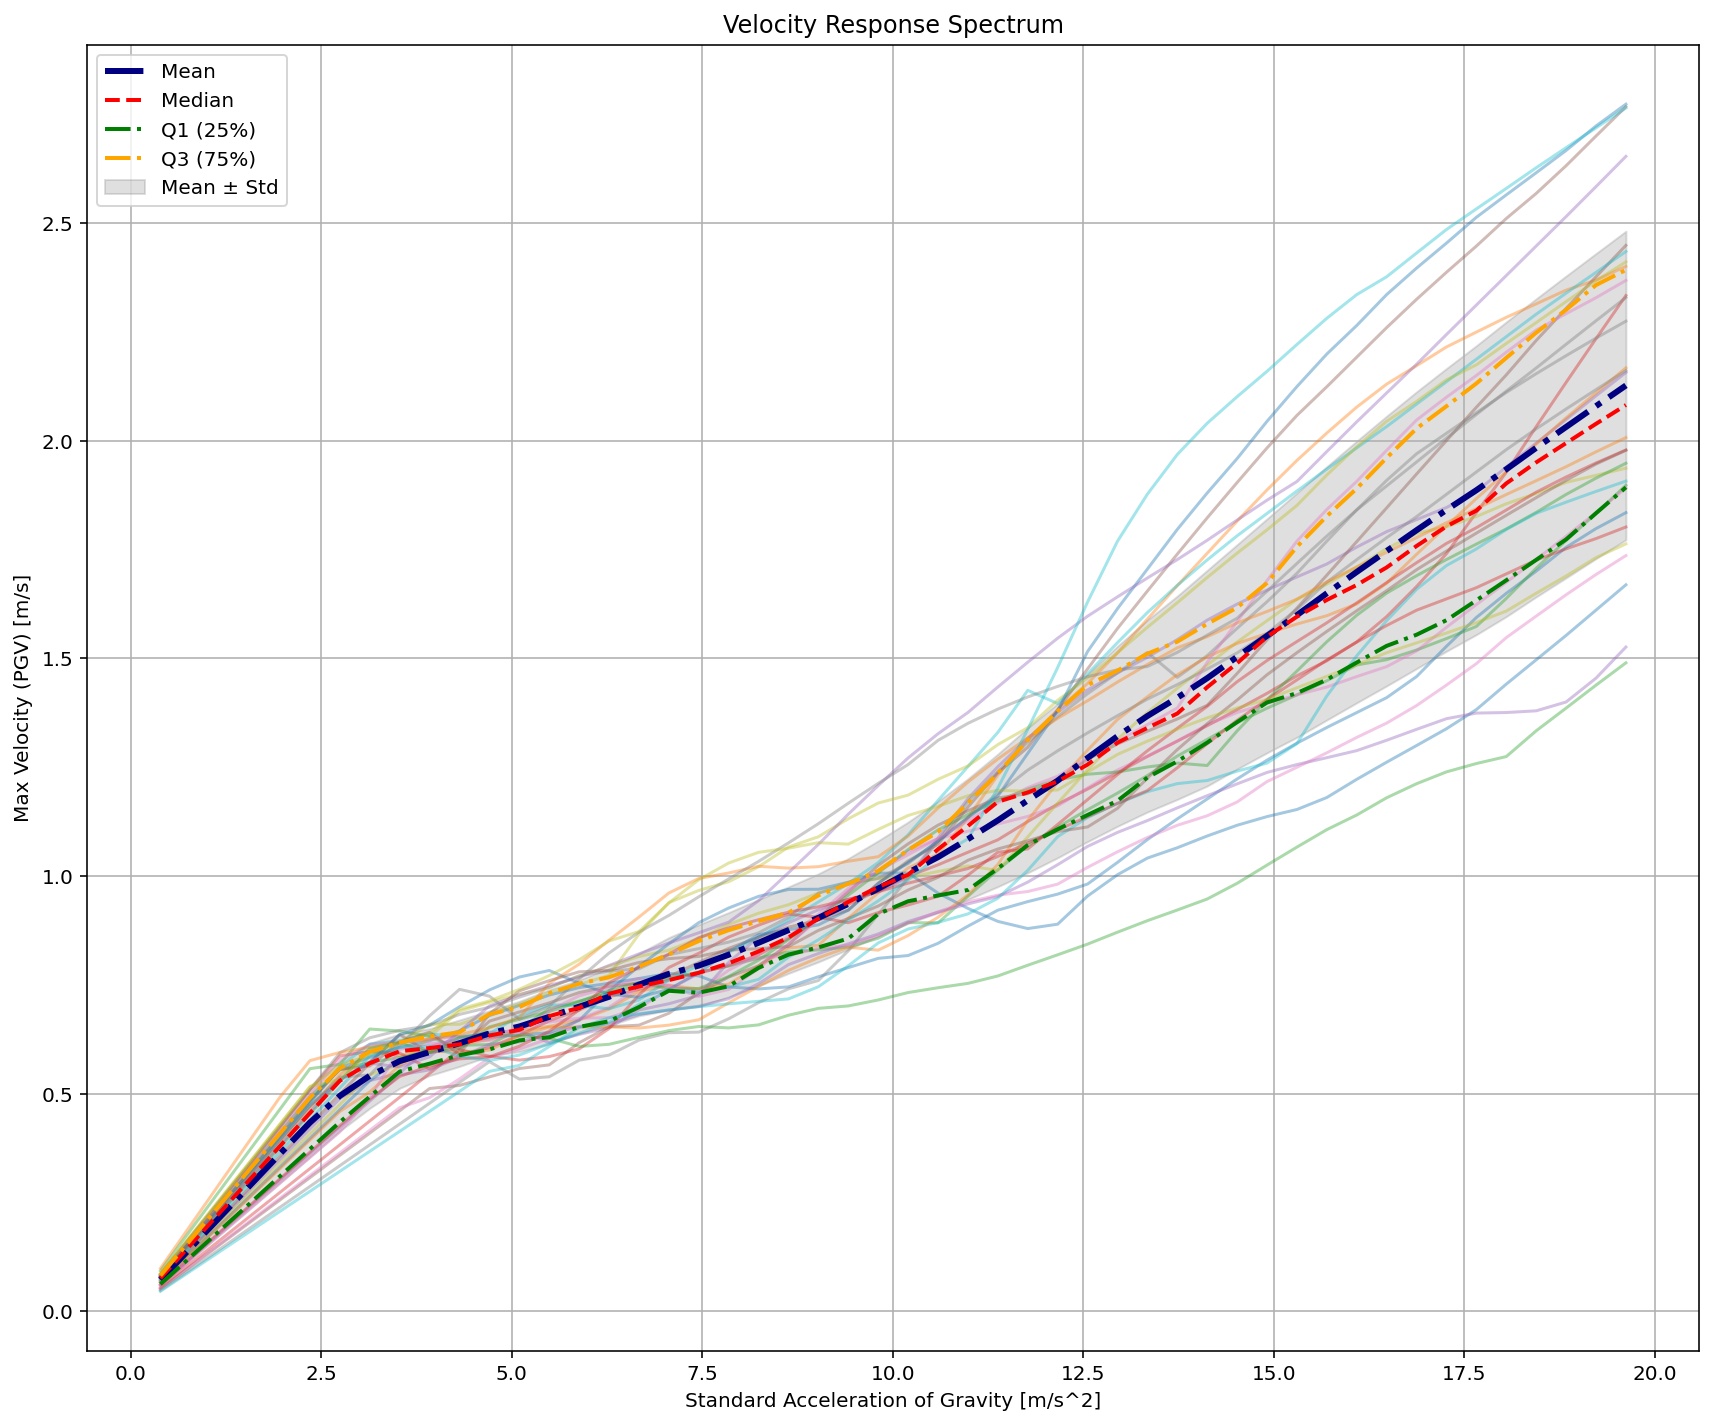 Velocity Response Spectrum
Mean
Median
Q1 (25%)
Q3 (75%)
Mean ± Std
Max Velocity (PGV) [m/s]
2.5
2.0
1.5
1.0
0.5
0.0
0.0 2.5 5.0 7.5 10.0 12.5 15.0 17.5 20.0
Standard Acceleration of Gravity [m/s^2]